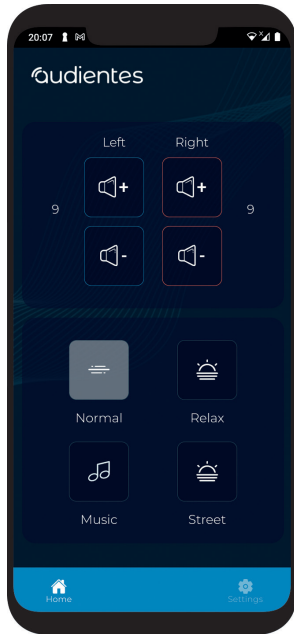 20:07
audientes
Left Right
+ +
9 9
- -
Normal Relax
Music Street
Home Settings